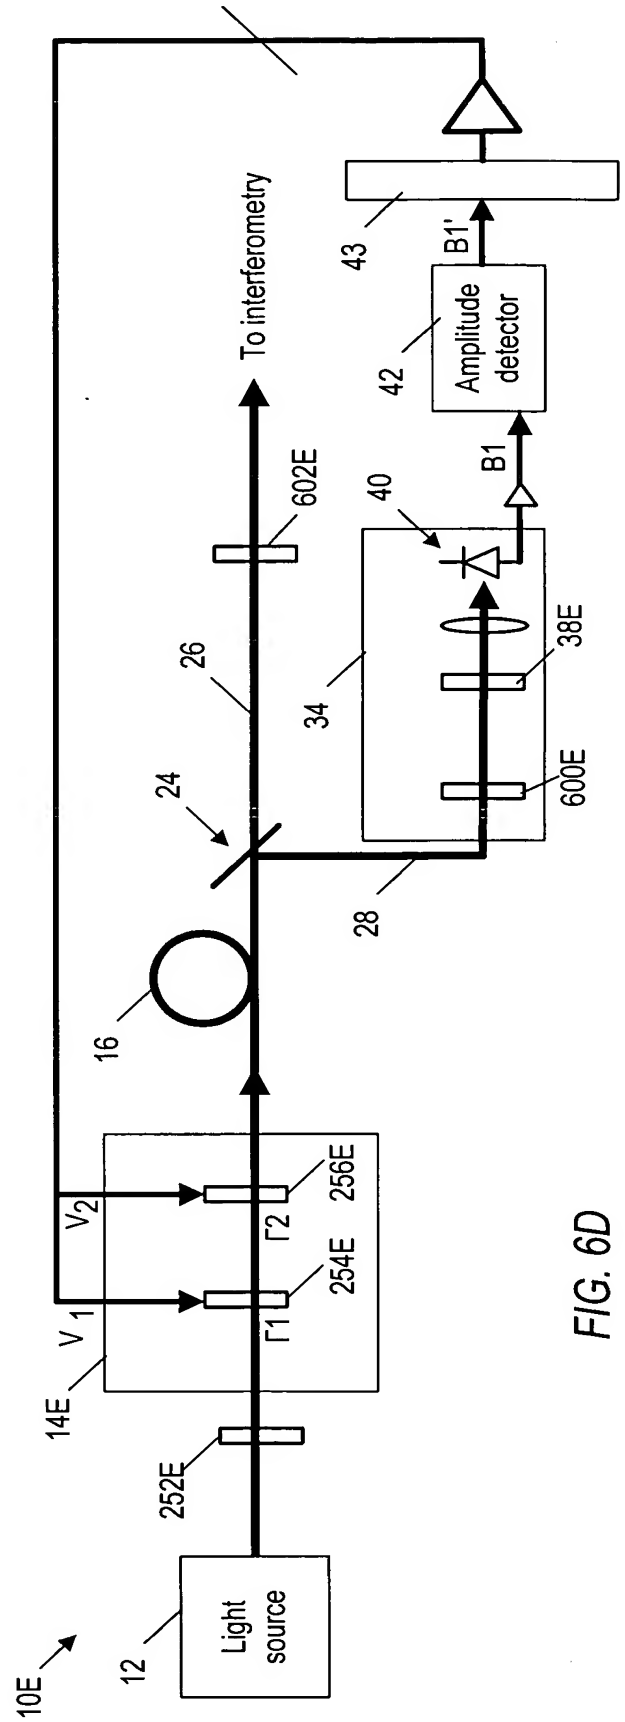 10E
12
Light
source
252E
14E
V1
V2
Γ1
Γ2
254E
256E
16
24
26
28
To interferometry
602E
34
600E
38E
40
B1
42
Amplitude
detector
B1'
43
FIG. 6D